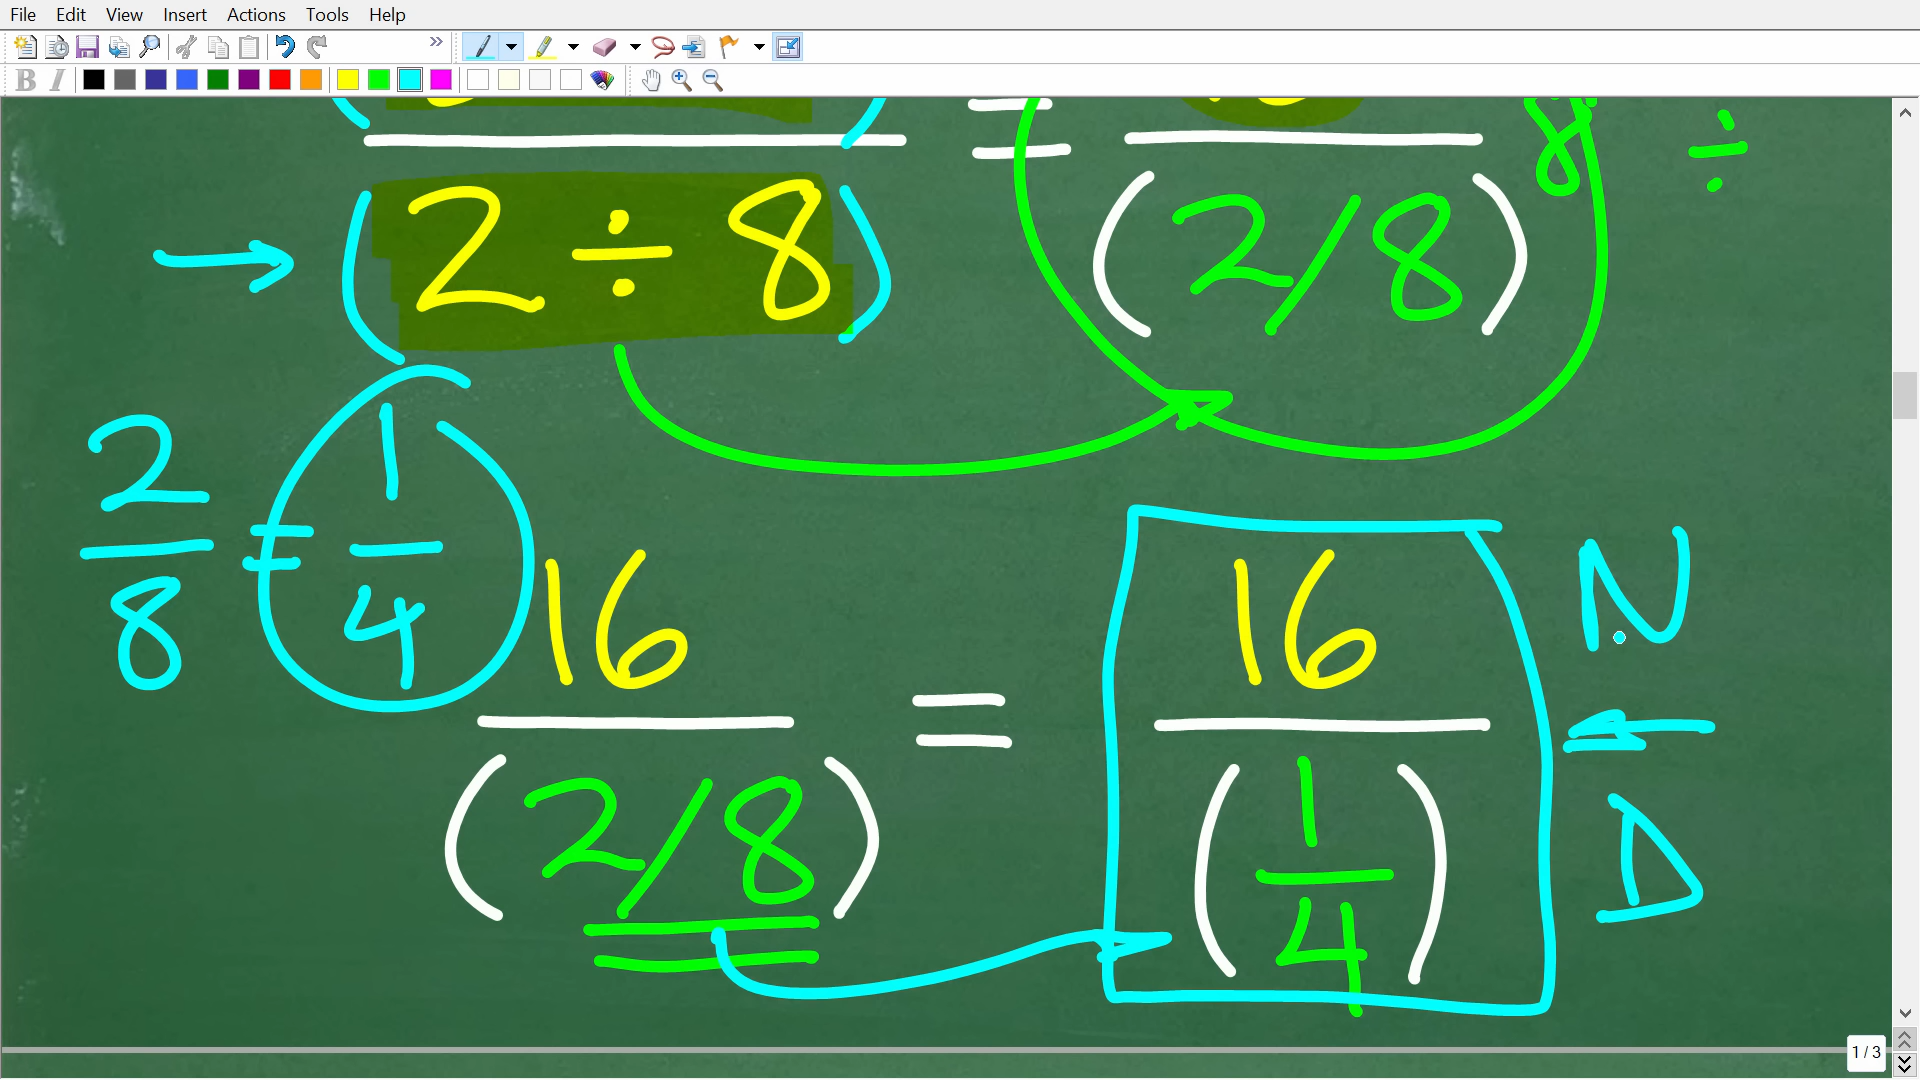 File Edit View Insert Actions Tools Help
B I
= 8 ÷
(2 ÷ 8) (2/8)
2/8 = 1/4
16/(2/8) = 16/(1/4) N/D
1 / 3